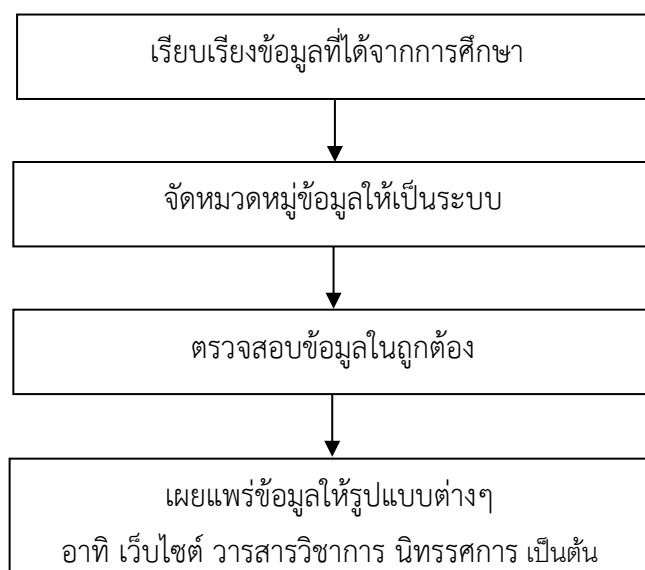 เรียบเรียงข้อมูลที่ได้จากการศึกษา
จัดหมวดหมู่ข้อมูลให้เป็นระบบ
ตรวจสอบข้อมูลในถูกต้อง
เผยแพร่ข้อมูลให้รูปแบบต่างๆ
อาทิ เว็บไซต์ วารสารวิชาการ นิทรรศการ เป็นต้น